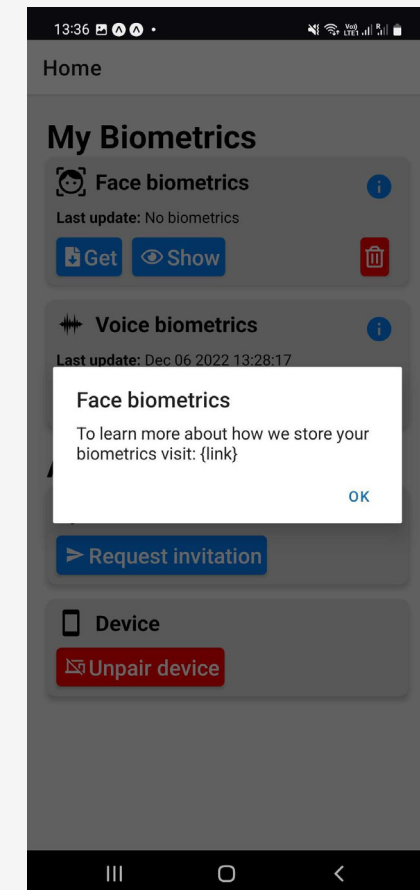 13:36
Vo)) LTE1
R
Home
My Biometrics
Face biometrics
Last update: No biometrics
Get
Show
Voice biometrics
Last update: Dec 06 2022 13:28:17
Face biometrics
To learn more about how we store your
biometrics visit: {link}
OK
Request invitation
Device
Unpair device